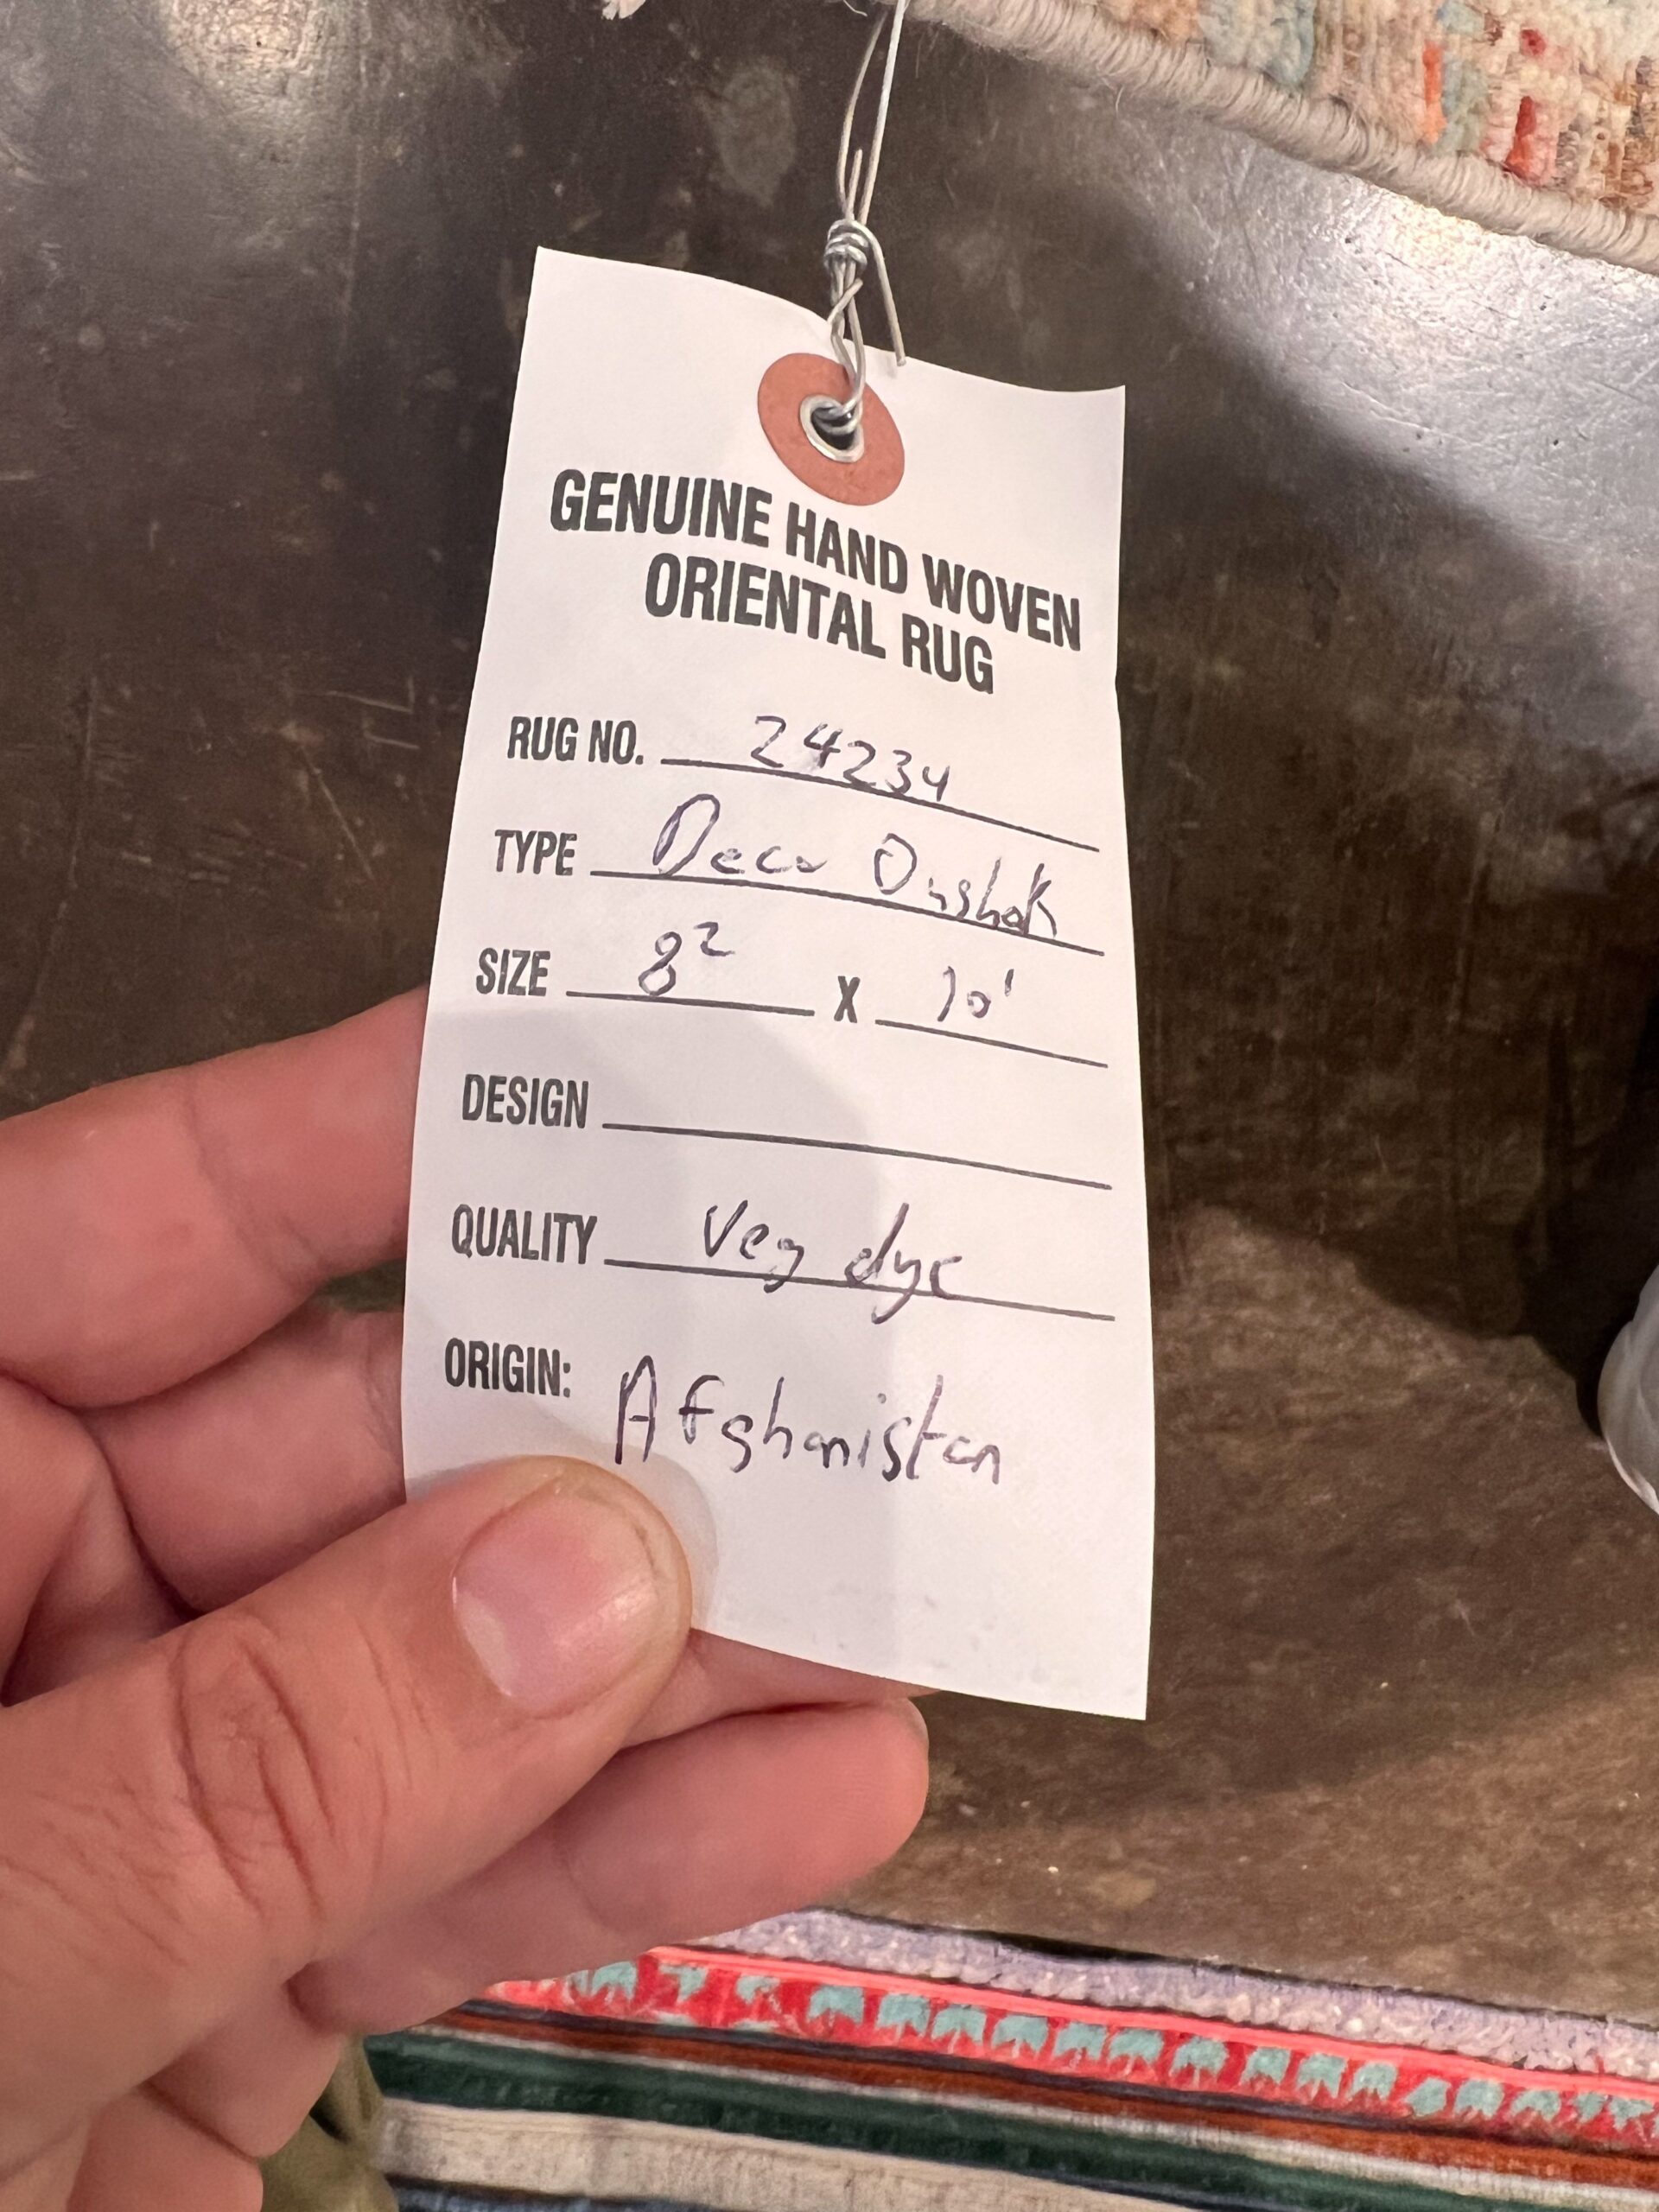 GENUINE HAND WOVEN
ORIENTAL RUG
RUG NO. 24234
TYPE Deco
SIZE 8² X 10'
DESIGN
QUALITY Veg dye
ORIGIN: Afghanistan